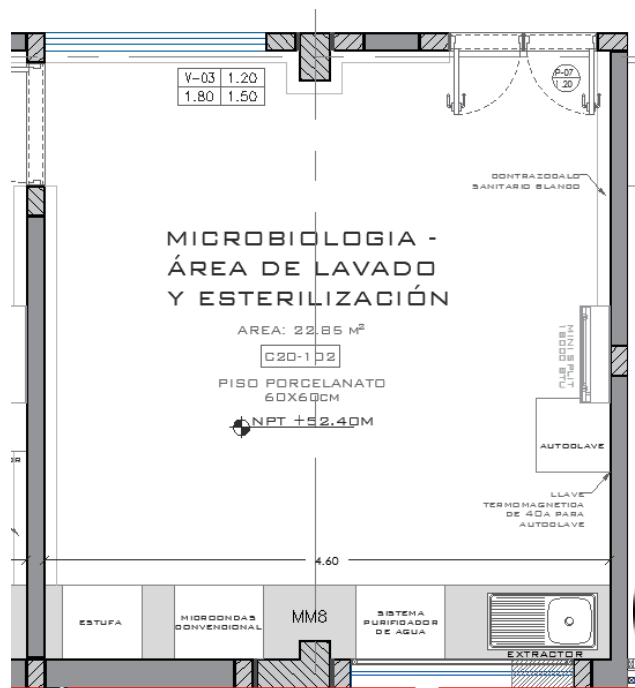 V-03 1.20
1.80 1.50
P-07
1.20
CONTRAZOCALO
SANITARIO BLANCO
MICROBIOLOGIA -
ÁREA DE LAVADO
Y ESTERILIZACIÓN
AREA: 22.85 M²
C20-102
PISO PORCELANATO
60X60CM
NPT +52.40M
MINI SPLIT
18000 BTU
AUTOCLAVE
LLAVE
TERMOMAGNETICA
DE 40A PARA
AUTOCLAVE
4.60
ESTUFA
MICROONDAS
CONVENCIONAL
MM8
SISTEMA
PURIFICADOR
DE AGUA
EXTRACTOR